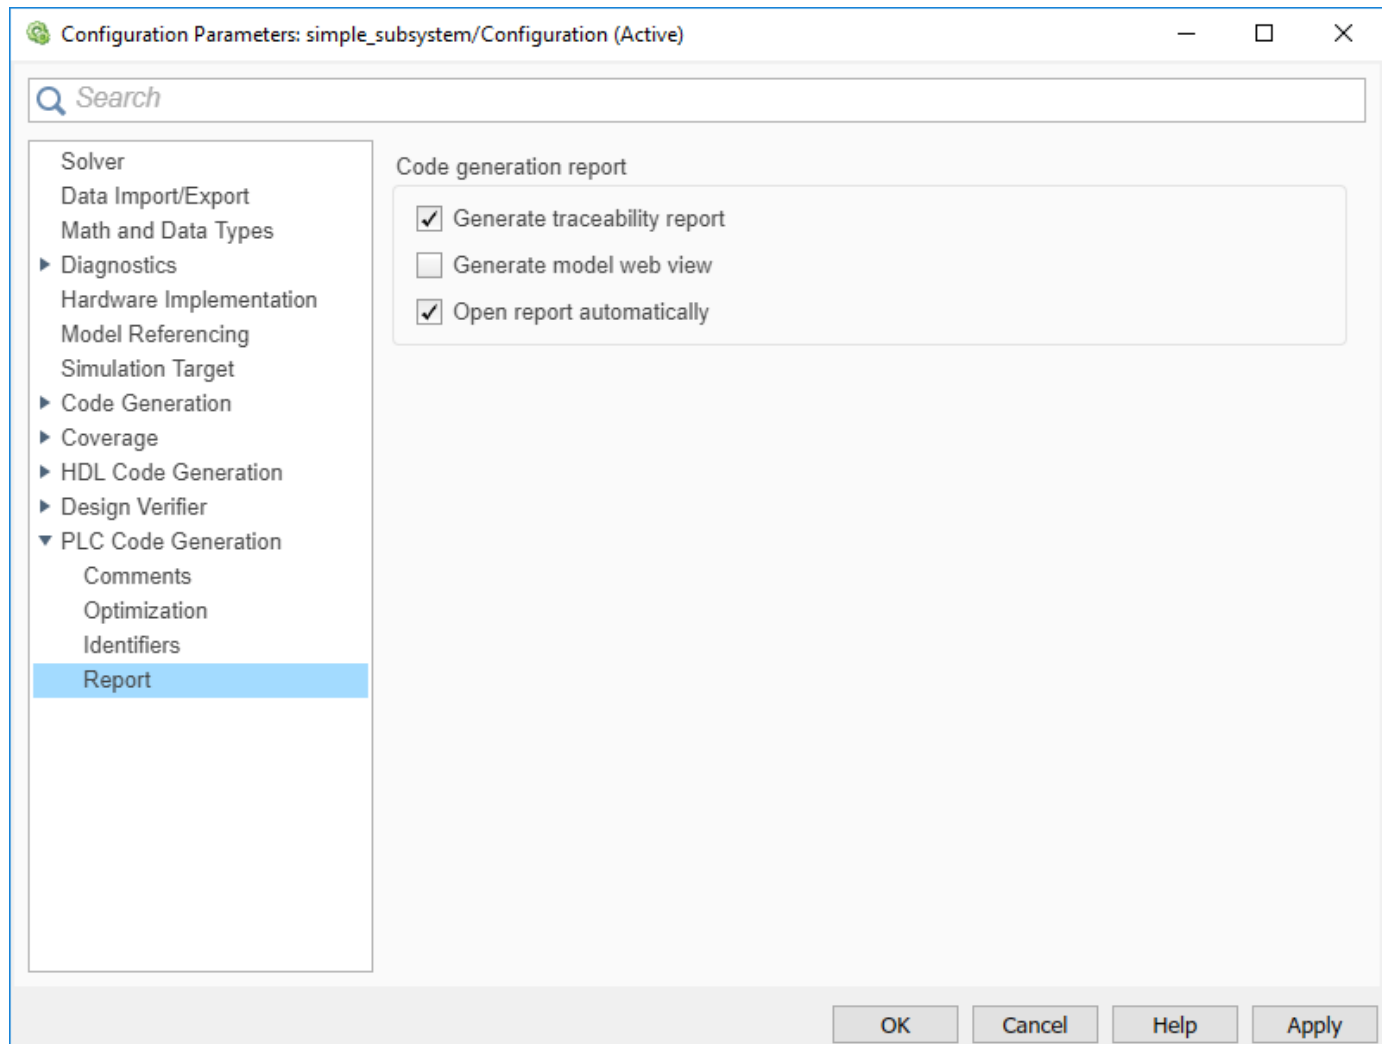 Configuration Parameters: simple_subsystem/Configuration (Active)
Search
Solver
Data Import/Export
Math and Data Types
Diagnostics
Hardware Implementation
Model Referencing
Simulation Target
Code Generation
Coverage
HDL Code Generation
Design Verifier
PLC Code Generation
Comments
Optimization
Identifiers
Report
Code generation report
Generate traceability report
Generate model web view
Open report automatically
OK Cancel Help Apply